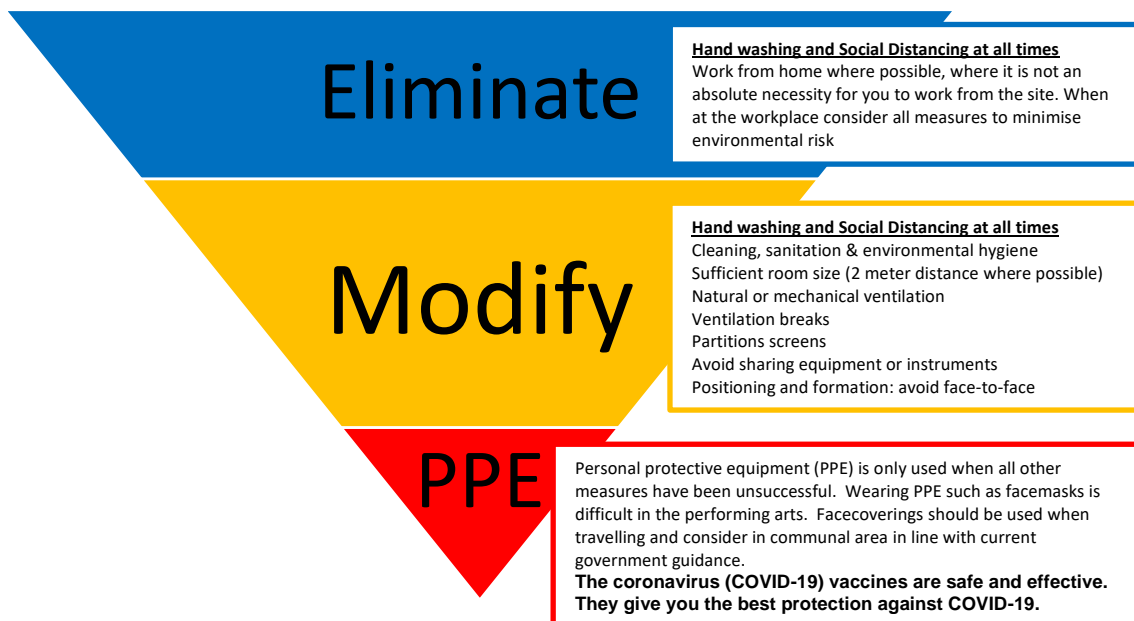 Eliminate
Hand washing and Social Distancing at all times
Work from home where possible, where it is not an
absolute necessity for you to work from the site. When
at the workplace consider all measures to minimise
environmental risk
Modify
Hand washing and Social Distancing at all times
Cleaning, sanitation & environmental hygiene
Sufficient room size (2 meter distance where possible)
Natural or mechanical ventilation
Ventilation breaks
Partitions screens
Avoid sharing equipment or instruments
Positioning and formation: avoid face-to-face
PPE
Personal protective equipment (PPE) is only used when all other
measures have been unsuccessful.  Wearing PPE such as facemasks is
difficult in the performing arts.  Facecoverings should be used when
travelling and consider in communal area in line with current
government guidance.
The coronavirus (COVID-19) vaccines are safe and effective.
They give you the best protection against COVID-19.